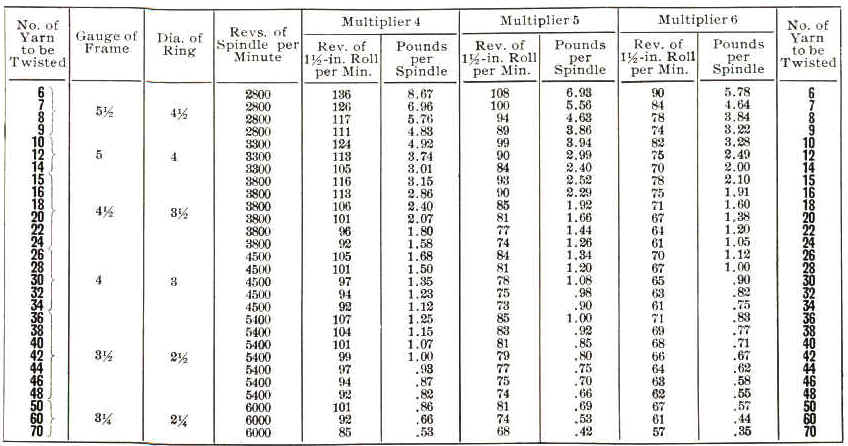 No. of Yarn to be Twisted | Gauge of Frame | Dia. of Ring | Revs. of Spindle per Minute | Multiplier 4 | Multiplier 5 | Multiplier 6 | No. of Yarn to be Twisted
Rev. of 1½-in. Roll per Min. | Pounds per Spindle | Rev. of 1½-in. Roll per Min. | Pounds per Spindle | Rev. of 1½-in. Roll per Min. | Pounds per Spindle
6 2800 136 8.67 108 6.93 90 5.78 6
7 2800 126 6.96 100 5.56 84 4.64 7
5½ 4½
8 2800 117 5.76 94 4.63 78 3.84 8
9 2800 111 4.83 89 3.86 74 3.22 9
10 3300 124 4.92 99 3.94 82 3.28 10
12 5 4 3300 113 3.74 90 2.99 75 2.49 12
14 3300 105 3.01 84 2.40 70 2.00 14
15 3800 116 3.15 93 2.52 78 2.10 15
16 3800 113 2.86 90 2.29 75 1.91 16
18 3800 106 2.40 85 1.92 71 1.60 18
20 4½ 3½ 3800 101 2.07 81 1.66 67 1.38 20
22 3800 96 1.80 77 1.44 64 1.20 22
24 3800 92 1.58 74 1.26 61 1.05 24
26 4500 105 1.68 84 1.34 70 1.12 26
28 4500 101 1.50 81 1.20 67 1.00 28
30 4 3 4500 97 1.35 78 1.08 65 .90 30
32 4500 94 1.23 75 .98 63 .82 32
34 4500 92 1.12 73 .90 61 .75 34
36 5400 107 1.25 85 1.00 71 .83 36
38 5400 104 1.15 83 .92 69 .77 38
40 5400 101 1.07 81 .85 68 .71 40
42 3½ 2½ 5400 99 1.00 79 .80 66 .67 42
44 5400 97 .93 77 .75 64 .62 44
46 5400 94 .87 75 .70 63 .58 46
48 5400 92 .82 74 .66 62 .55 48
50 6000 101 .86 81 .69 67 .57 50
60 3¼ 2¼ 6000 92 .66 74 .53 61 .44 60
70 6000 85 .53 68 .42 57 .35 70